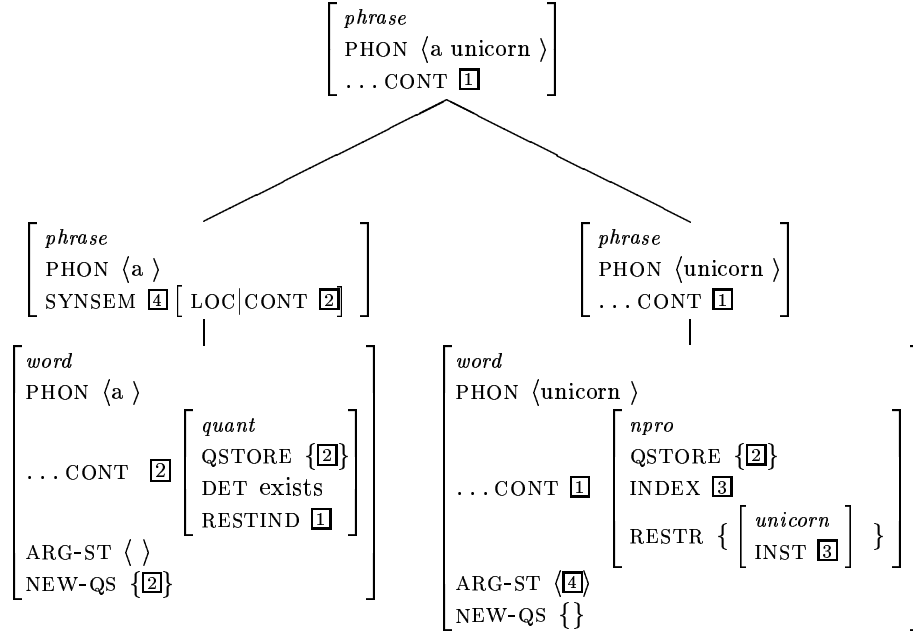 phrase
PHON ⟨a unicorn ⟩
...CONT 1
phrase
PHON ⟨a ⟩
SYNSEM 4 [ LOC|CONT 2]
phrase
PHON ⟨unicorn ⟩
...CONT 1
word
PHON ⟨a ⟩
...CONT 2
quant
QSTORE {2}
DET exists
RESTIND 1
ARG-ST ⟨ ⟩
NEW-QS {2}
word
PHON ⟨unicorn ⟩
...CONT 1
npro
QSTORE {2}
INDEX 3
RESTR { [ unicorn
INST 3 ] }
ARG-ST ⟨4⟩
NEW-QS {}